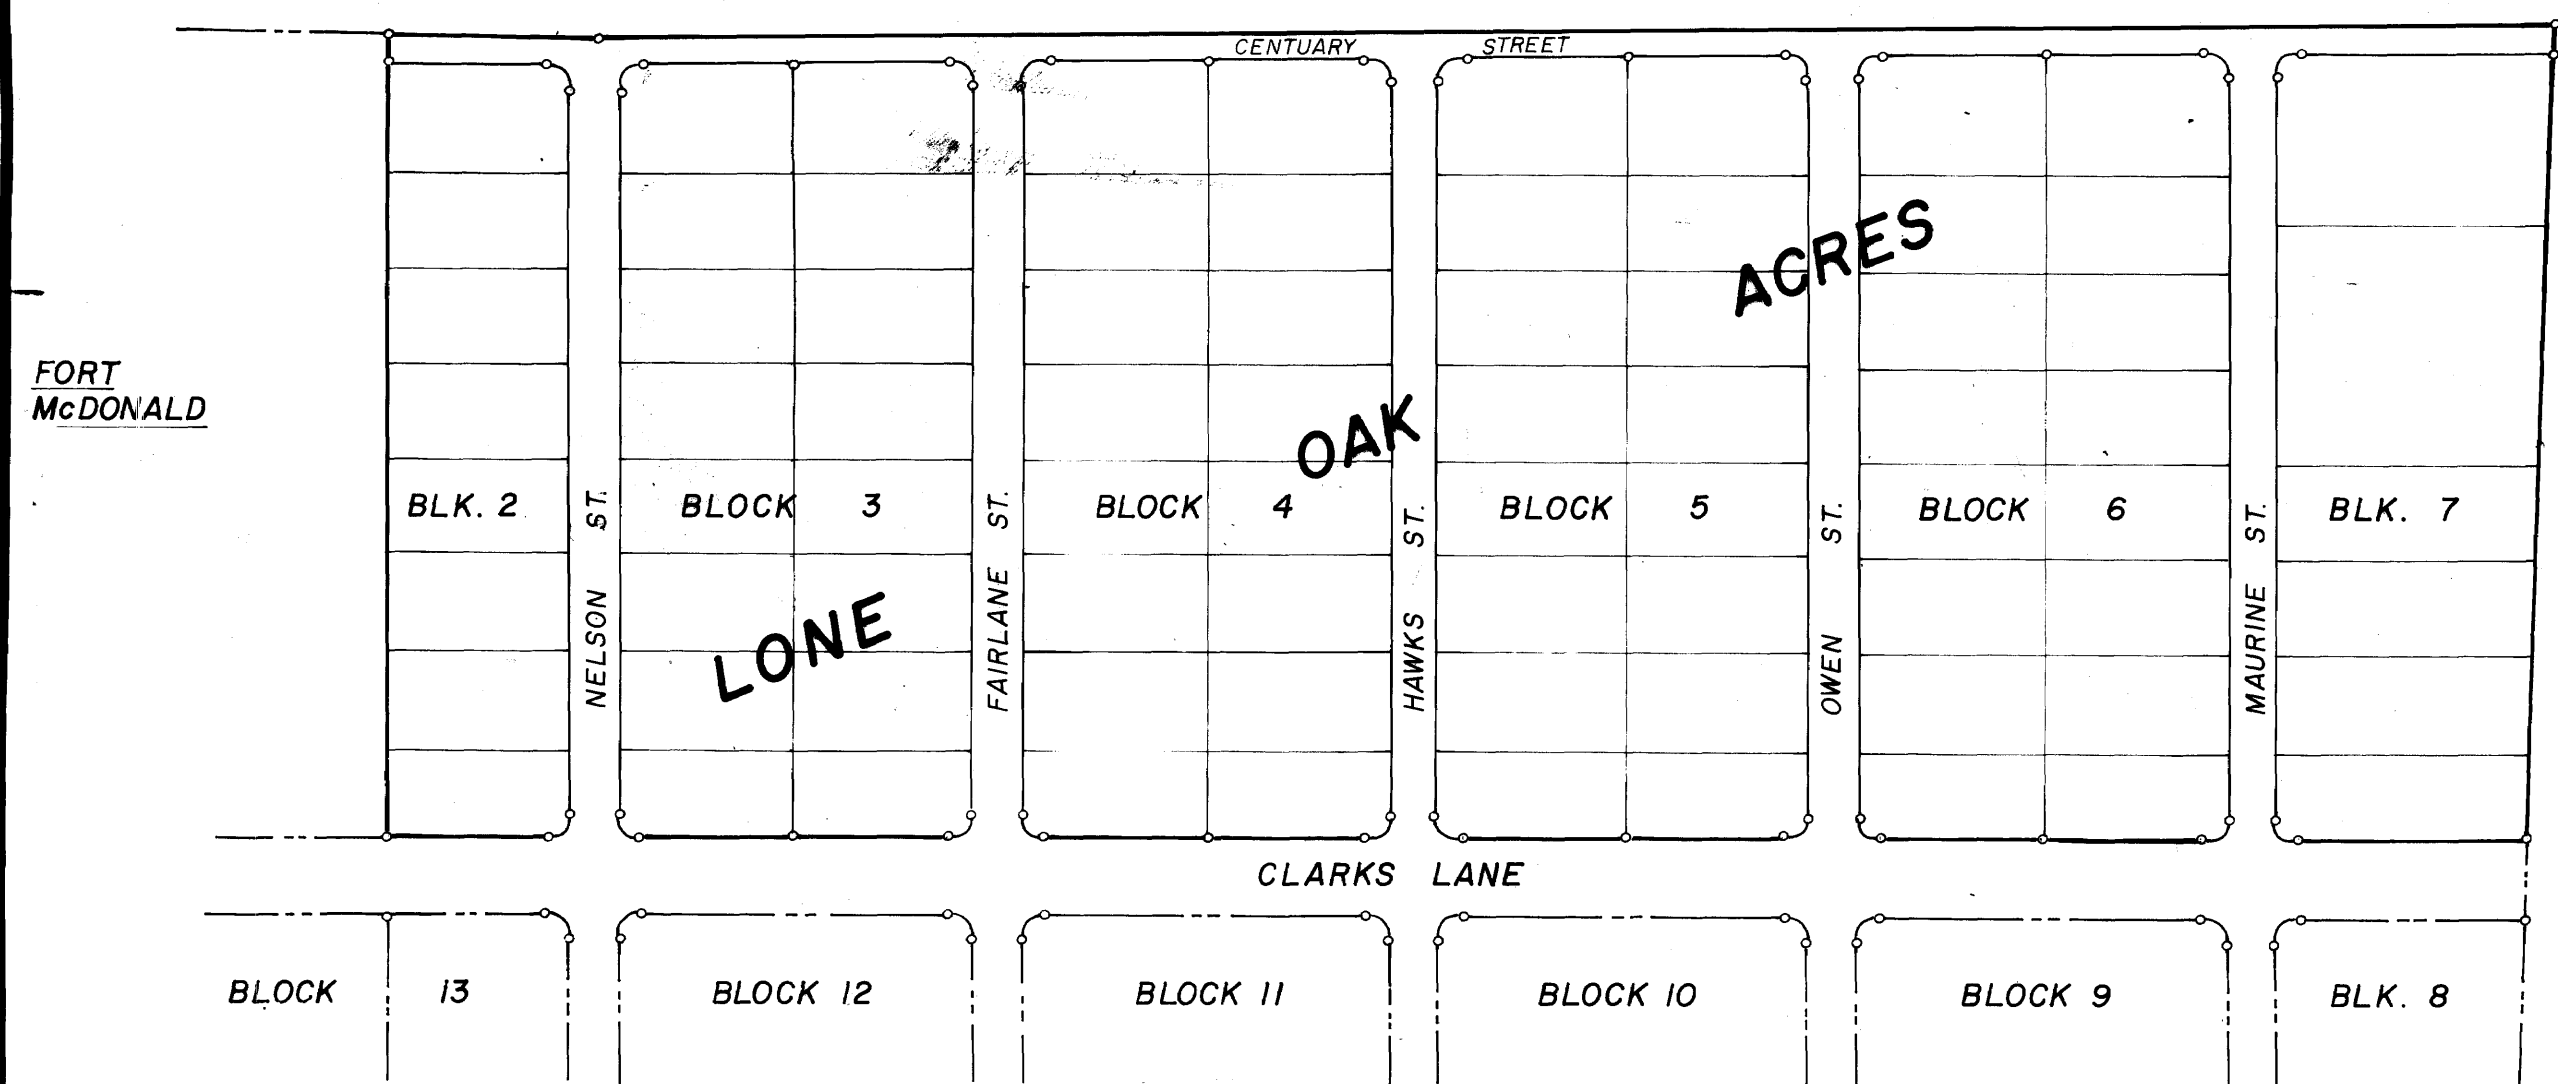 CENTUARY STREET
FORT
McDONALD
LONE OAK ACRES
BLK. 2
NELSON ST.
BLOCK 3
FAIRLANE ST.
BLOCK 4
HAWKS ST.
BLOCK 5
OWEN ST.
BLOCK 6
MAURINE ST.
BLK. 7
CLARKS LANE
BLOCK 13
BLOCK 12
BLOCK 11
BLOCK 10
BLOCK 9
BLK. 8